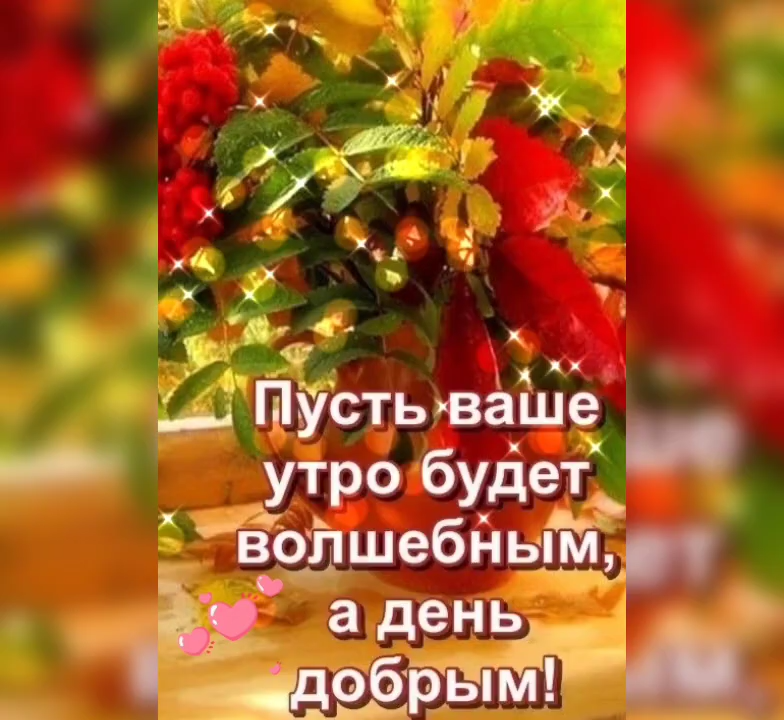 Пусть ваше
утро будет
волшебным,
а день
добрым!